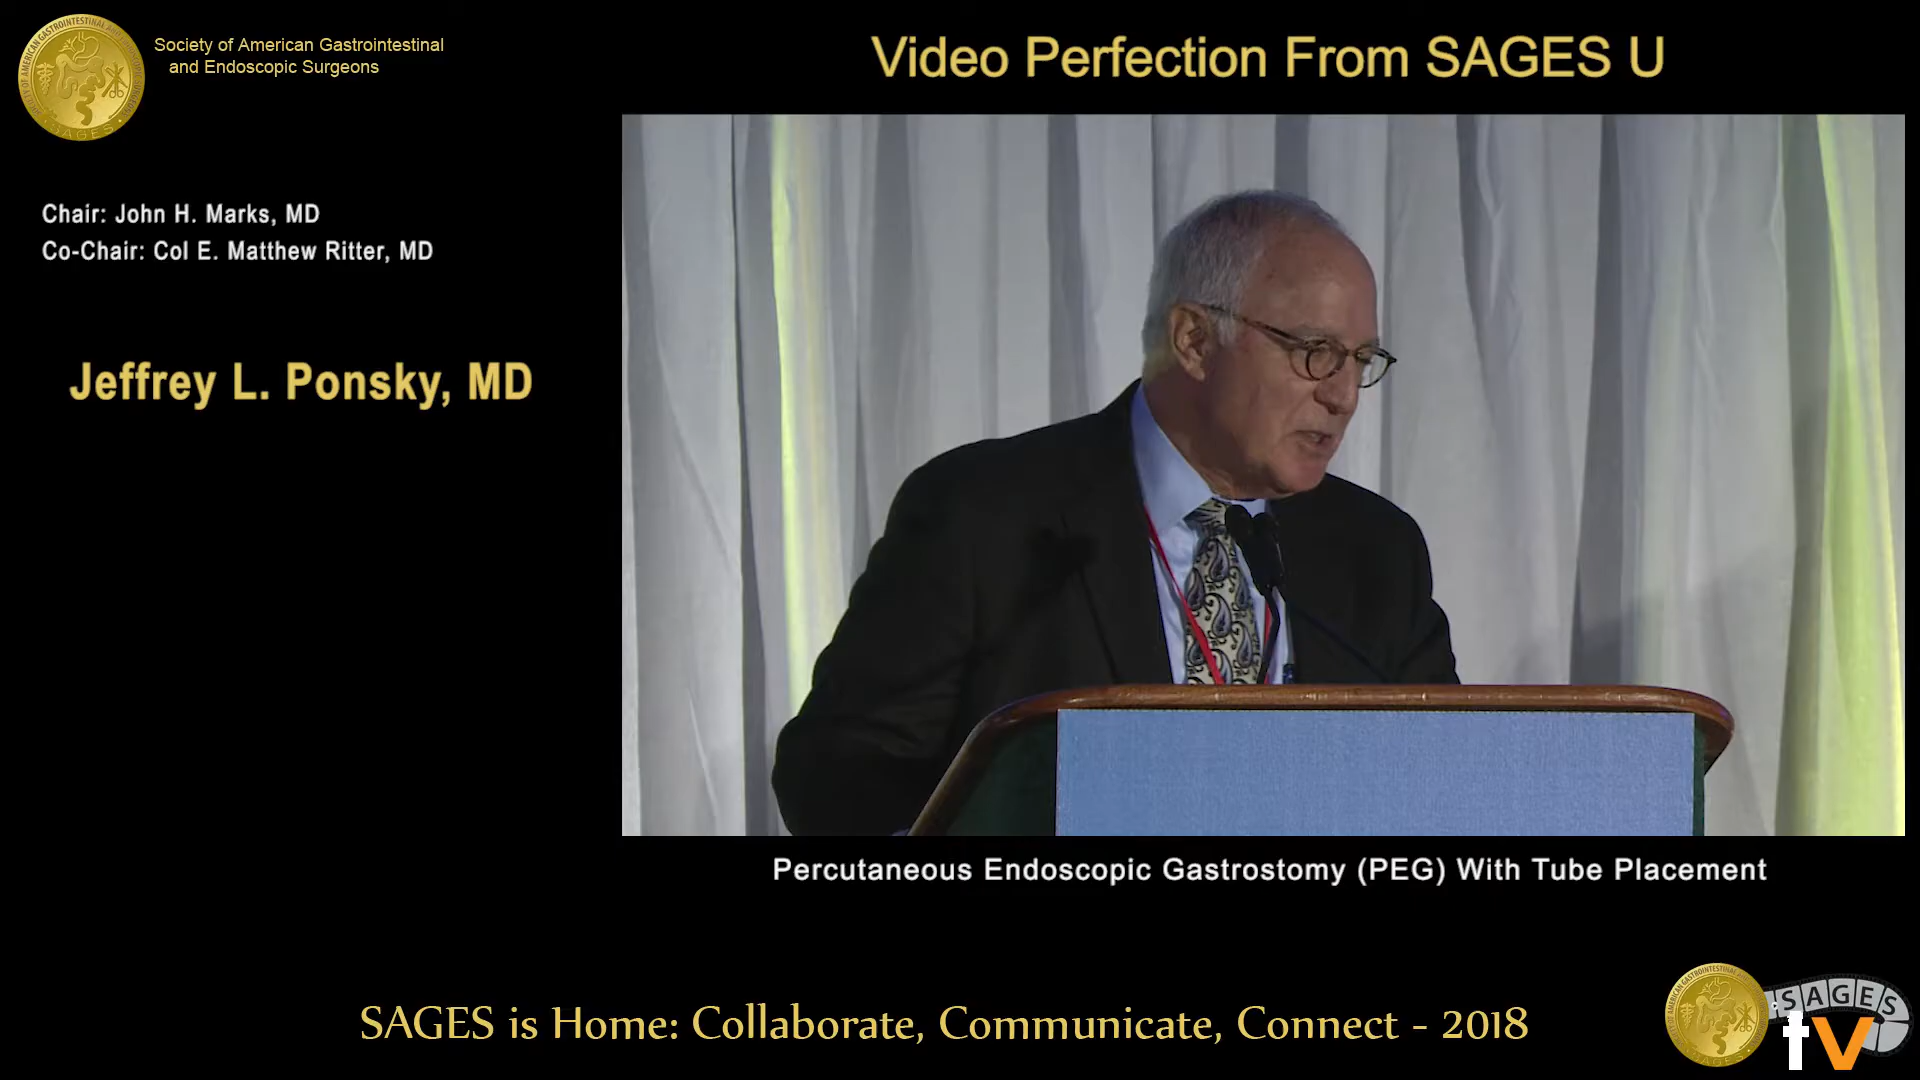 Society of American Gastrointestinal
and Endoscopic Surgeons
Video Perfection From SAGES U
Chair: John H. Marks, MD
Co-Chair: Col E. Matthew Ritter, MD
Jeffrey L. Ponsky, MD
Percutaneous Endoscopic Gastrostomy (PEG) With Tube Placement
SAGES is Home: Collaborate, Communicate, Connect - 2018
SAGES
tv